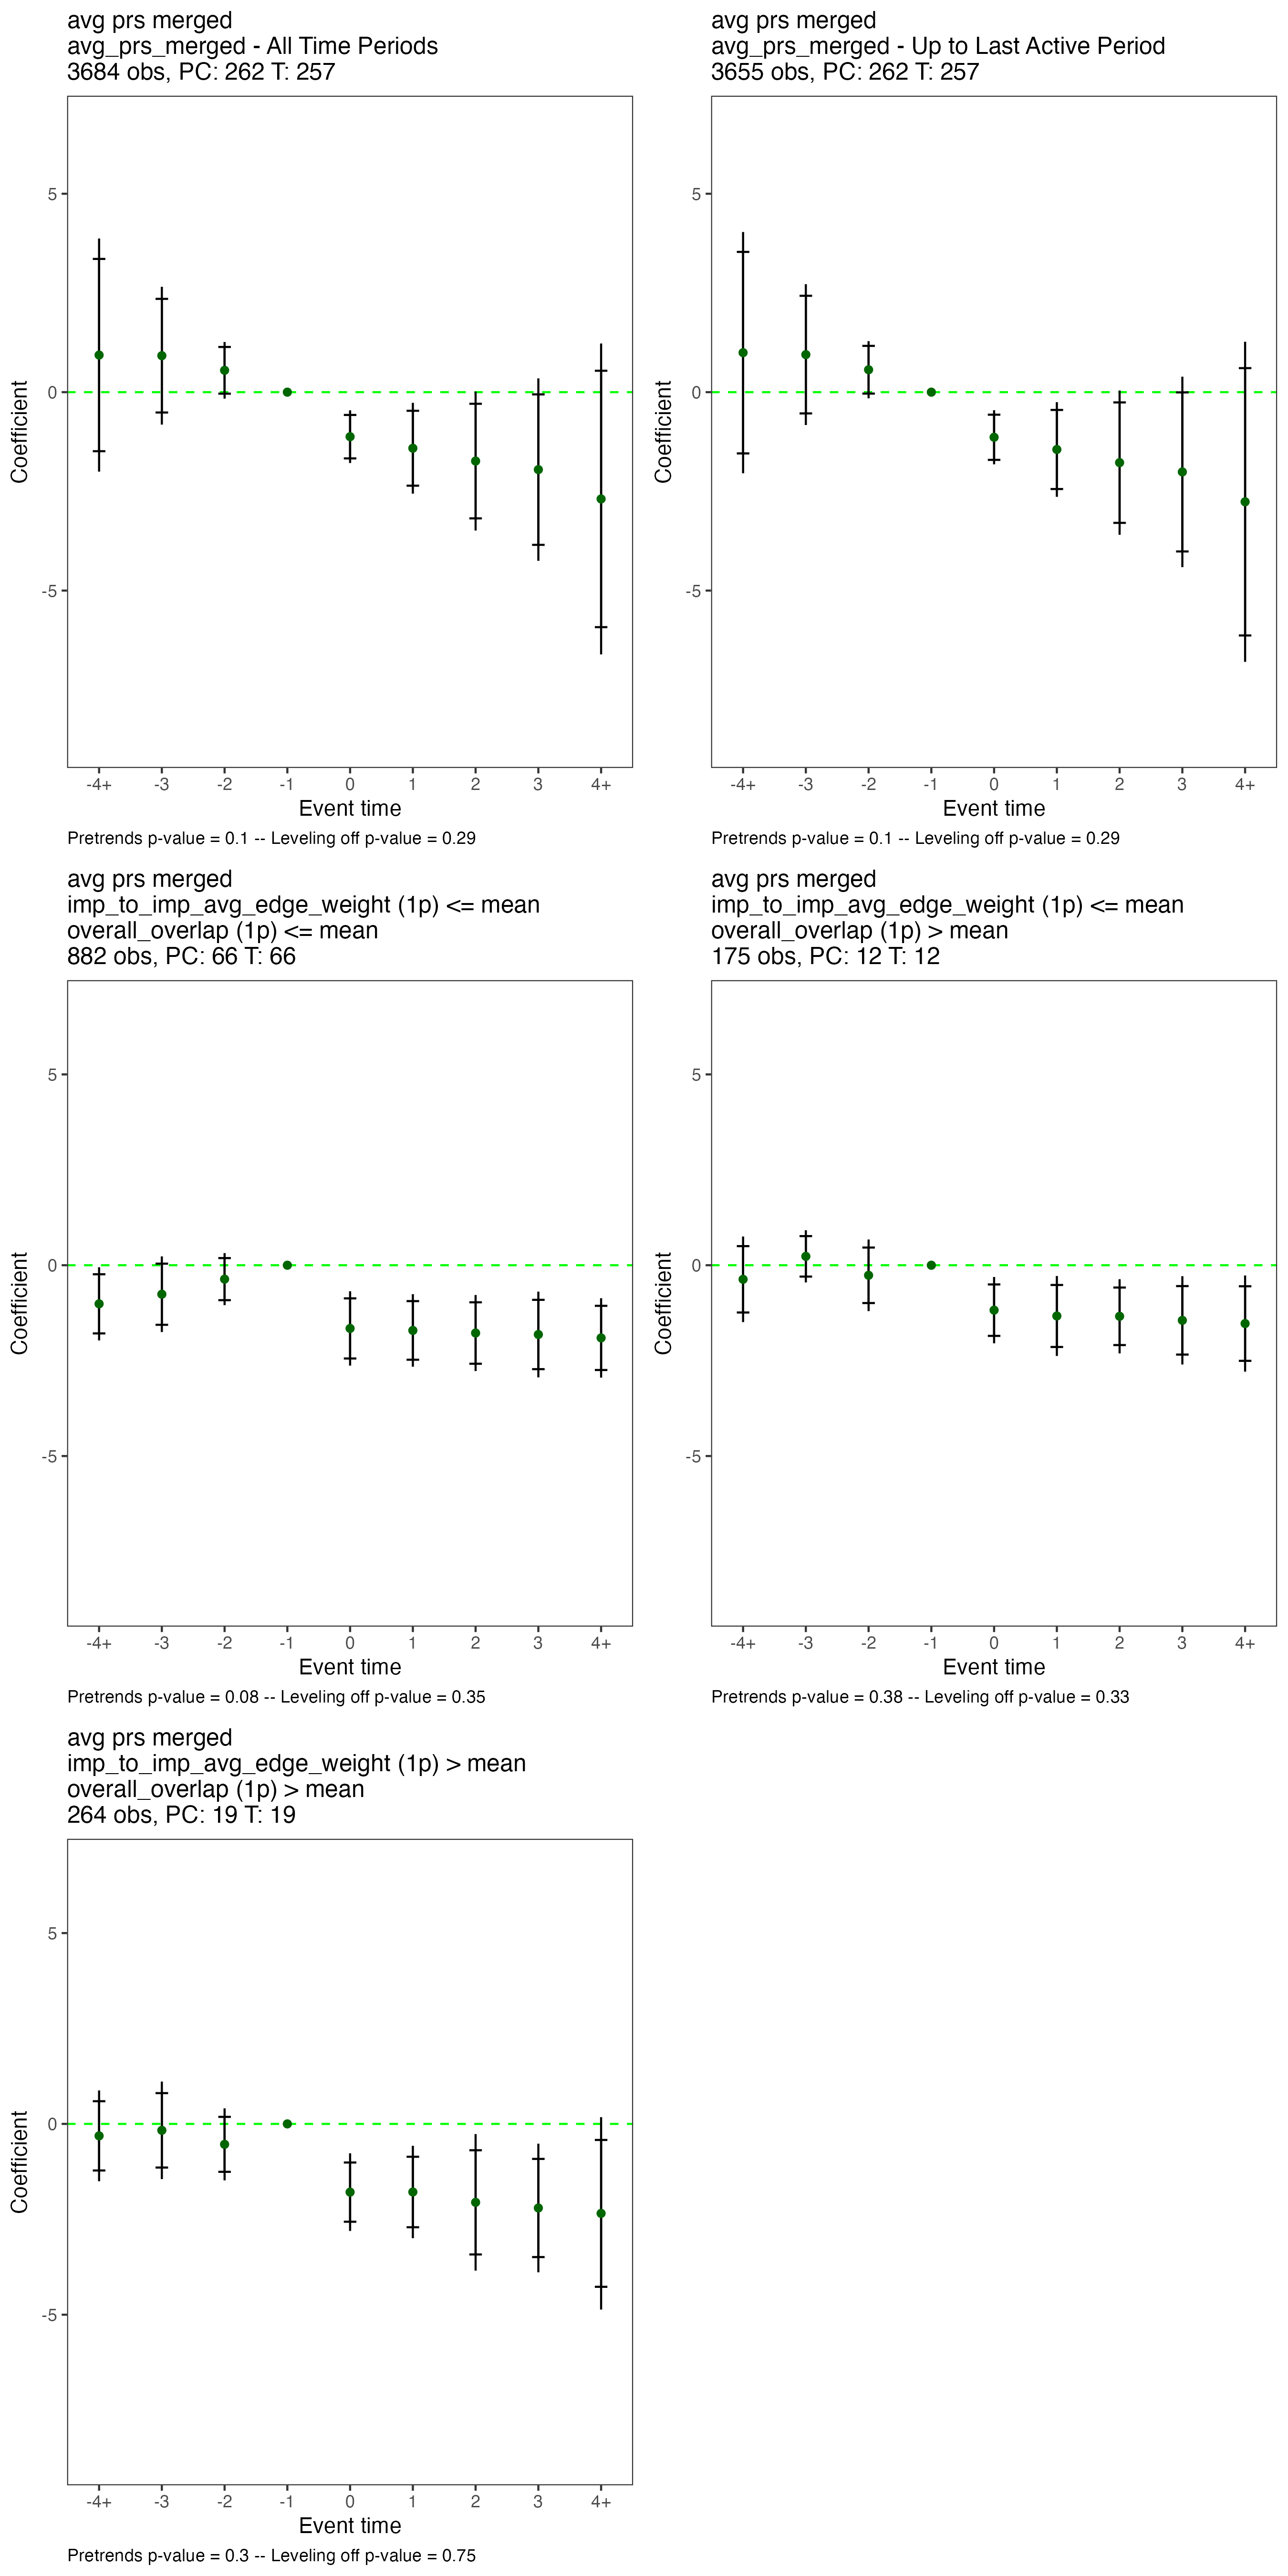 avg prs merged
avg_prs_merged - All Time Periods
3684 obs, PC: 262 T: 257
Coefficient
5
0
-5
-4+ -3 -2 -1 0 1 2 3 4+
Event time
Pretrends p-value = 0.1 -- Leveling off p-value = 0.29
avg prs merged
avg_prs_merged - Up to Last Active Period
3655 obs, PC: 262 T: 257
Coefficient
5
0
-5
-4+ -3 -2 -1 0 1 2 3 4+
Event time
Pretrends p-value = 0.1 -- Leveling off p-value = 0.29
avg prs merged
imp_to_imp_avg_edge_weight (1p) <= mean
overall_overlap (1p) <= mean
882 obs, PC: 66 T: 66
Coefficient
5
0
-5
-4+ -3 -2 -1 0 1 2 3 4+
Event time
Pretrends p-value = 0.08 -- Leveling off p-value = 0.35
avg prs merged
imp_to_imp_avg_edge_weight (1p) <= mean
overall_overlap (1p) > mean
175 obs, PC: 12 T: 12
Coefficient
5
0
-5
-4+ -3 -2 -1 0 1 2 3 4+
Event time
Pretrends p-value = 0.38 -- Leveling off p-value = 0.33
avg prs merged
imp_to_imp_avg_edge_weight (1p) > mean
overall_overlap (1p) > mean
264 obs, PC: 19 T: 19
Coefficient
5
0
-5
-4+ -3 -2 -1 0 1 2 3 4+
Event time
Pretrends p-value = 0.3 -- Leveling off p-value = 0.75